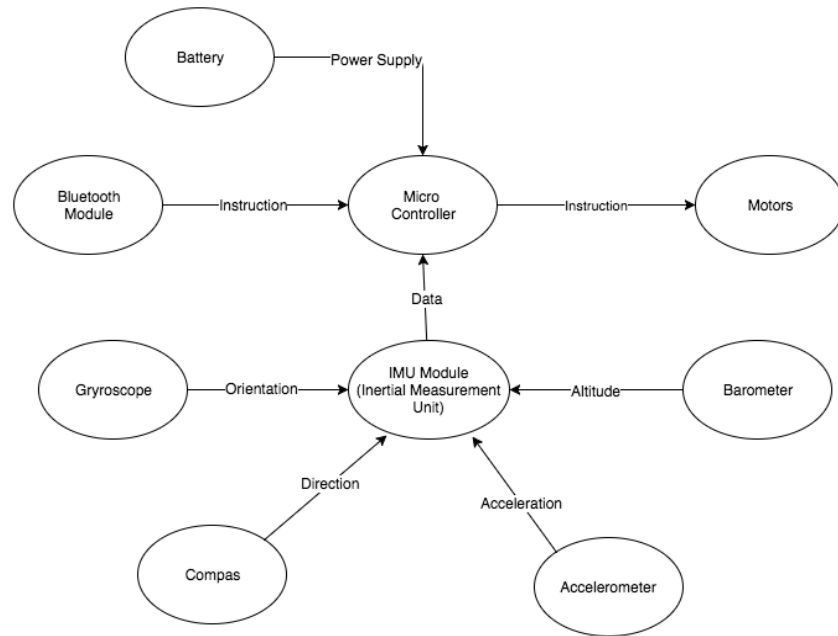 Battery
Power Supply
Bluetooth
Module
Instruction
Micro
Controller
Instruction
Motors
Data
Gryroscope
Orientation
IMU Module
(Inertial Measurement
Unit)
Altitude
Barometer
Direction
Acceleration
Compas
Accelerometer